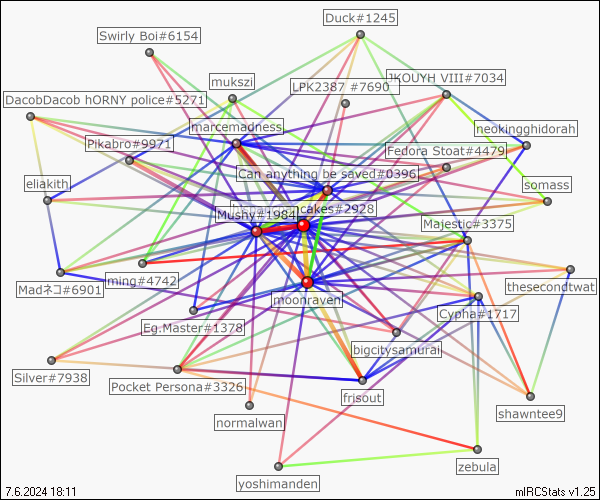 Duck#1245
Swirly Boi#6154
JKOUYH VIII#7034
mukszi
LPK2387 #7690
DacobDacob hORNY police#5271
marcemadness
neokingghidorah
Pikabro#9971
Fedora Stoat#4479
Can anything be saved#0396
eliakith
somass
cakes#2928
Mushy#1984
Majestic#3375
Madネコ#6901
ming#4742
thesecondtwat
moonraven
Cypha#1717
Eg.Master#1378
bigcitysamurai
Silver#7938
Pocket Persona#3326
frisout
shawntee9
normalwan
zebula
yoshimanden
7.6.2024 18:11
mIRCStats v1.25